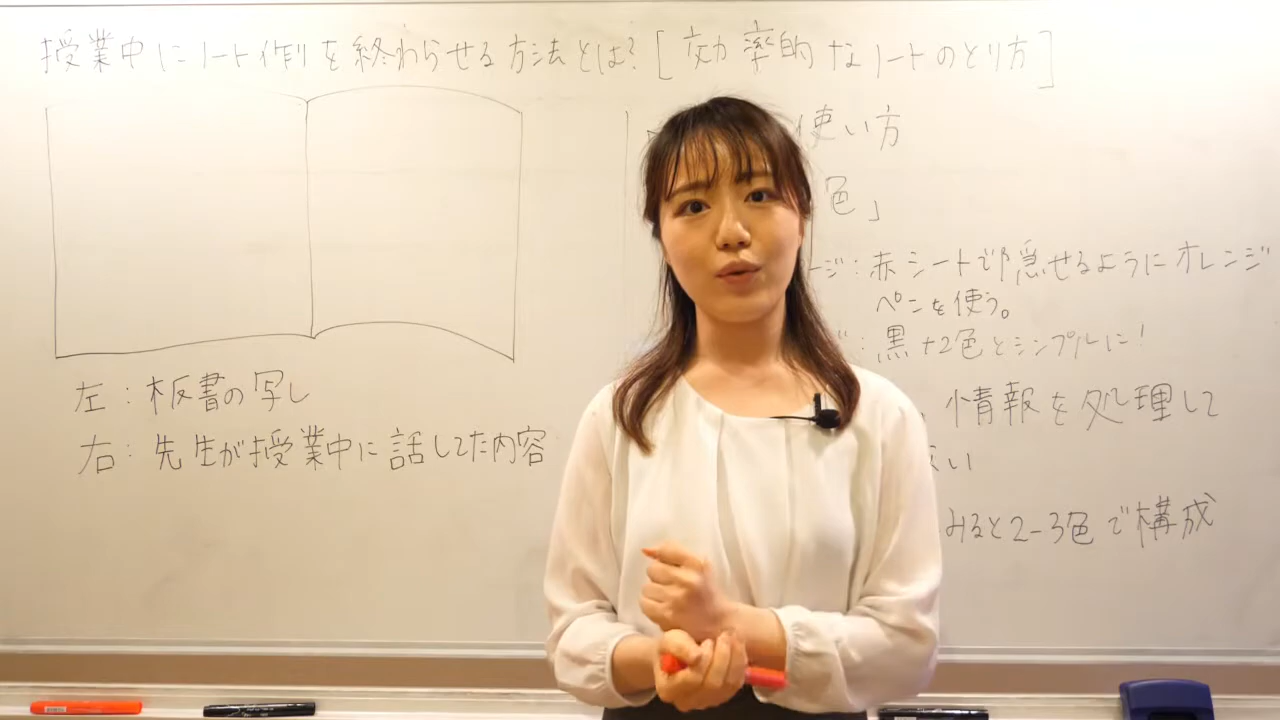 授業中にノート作りを終わらせる方法とは?[効率的なノートのとり方]
使い方
色」
ジ:赤シートで隠せるようにオレンジ
ペンを使う。
:黒+2色とシンプルに!
情報を処理して
ない
みると2-3色で構成
左:板書の写し
右:先生が授業中に話してた内容